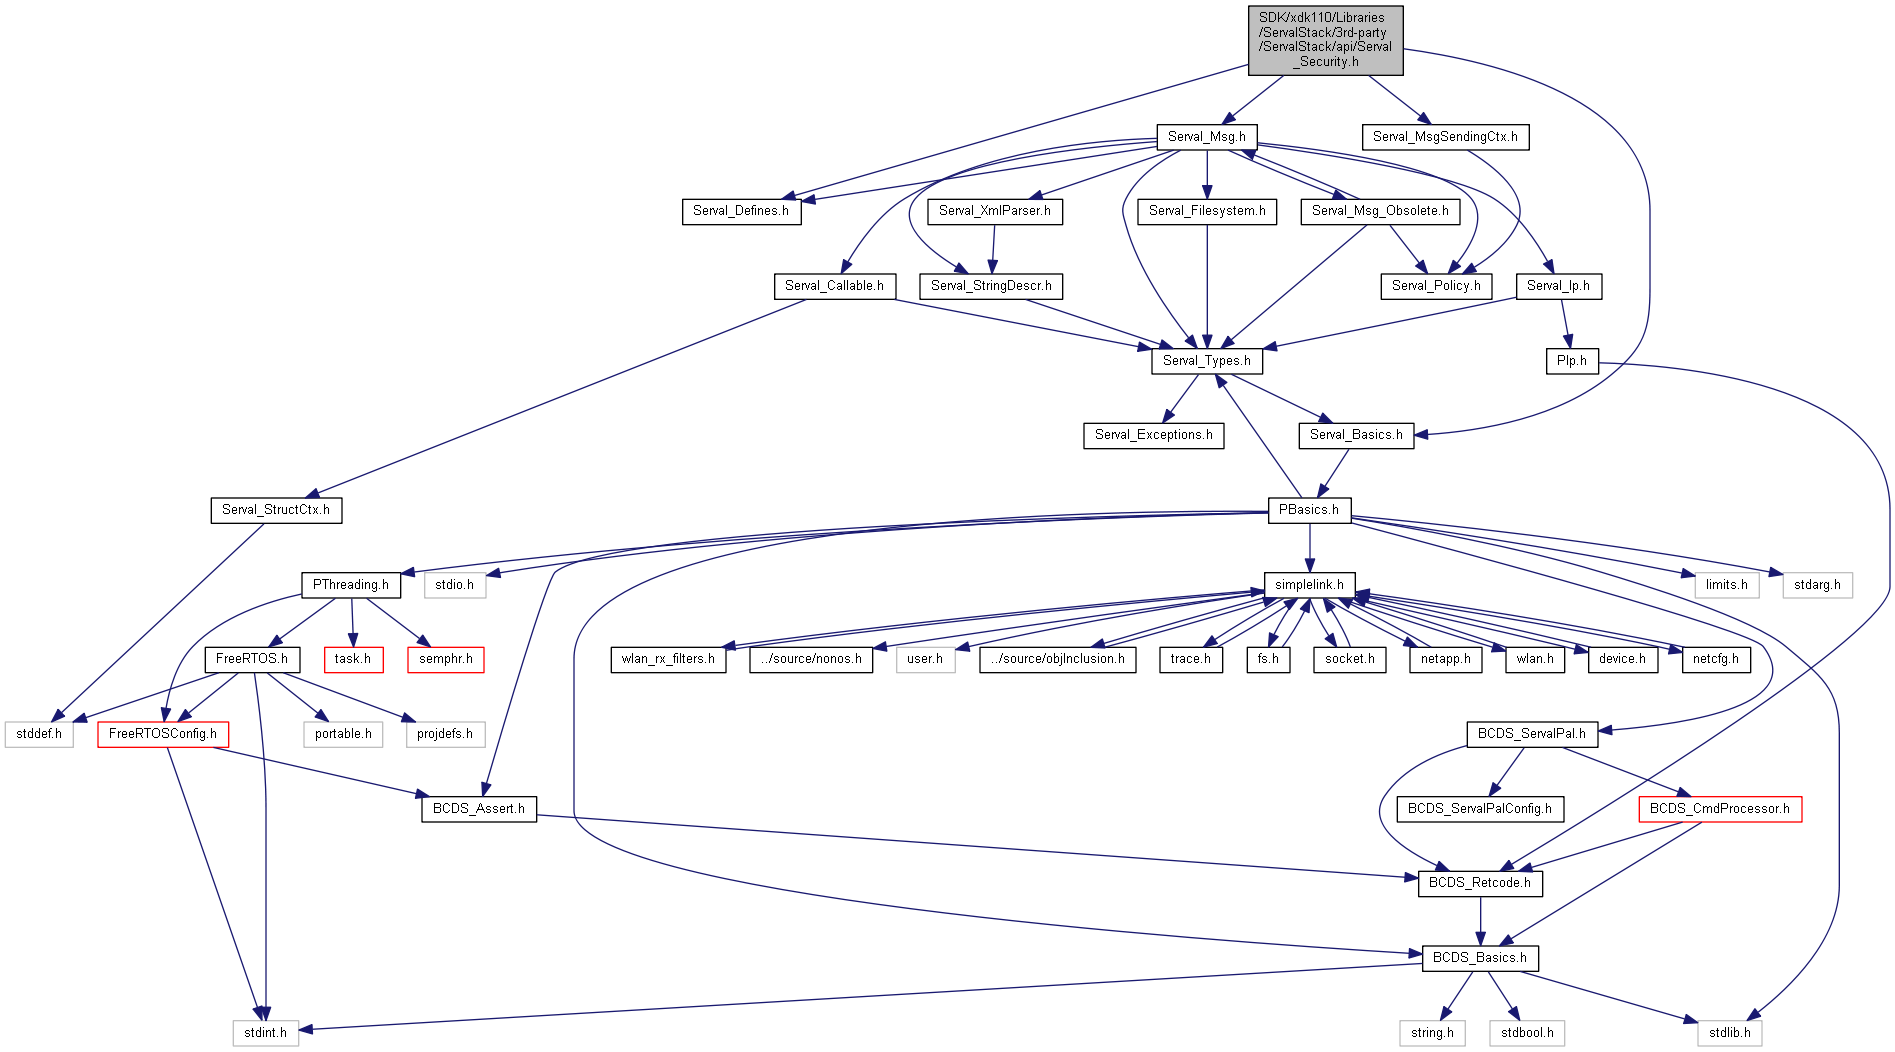 SDK/xdk110/Libraries
/ServalStack/3rd-party
/ServalStack/api/Serval
_Security.h
Serval_Msg.h
Serval_MsgSendingCtx.h
Serval_Defines.h
Serval_XmlParser.h
Serval_Filesystem.h
Serval_Msg_Obsolete.h
Serval_Callable.h
Serval_StringDescr.h
Serval_Policy.h
Serval_Ip.h
Serval_Types.h
PIp.h
Serval_Exceptions.h
Serval_Basics.h
Serval_StructCtx.h
PBasics.h
PThreading.h
stdio.h
simplelink.h
limits.h
stdarg.h
FreeRTOS.h
task.h
semphr.h
wlan_rx_filters.h
../source/nonos.h
user.h
../source/objInclusion.h
trace.h
fs.h
socket.h
netapp.h
wlan.h
device.h
netcfg.h
stddef.h
FreeRTOSConfig.h
portable.h
projdefs.h
BCDS_ServalPal.h
BCDS_Assert.h
BCDS_ServalPalConfig.h
BCDS_CmdProcessor.h
BCDS_Retcode.h
BCDS_Basics.h
stdint.h
string.h
stdbool.h
stdlib.h